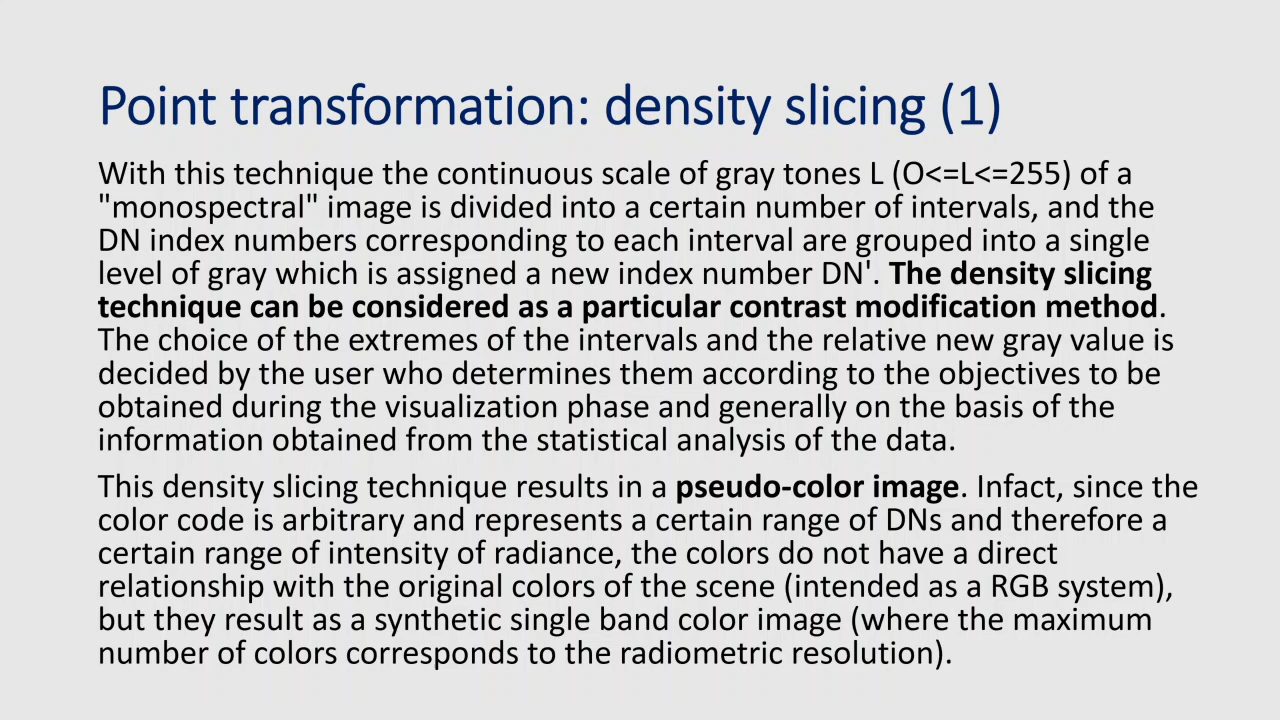 Point transformation: density slicing (1)
With this technique the continuous scale of gray tones L (O<=L<=255) of a
"monospectral" image is divided into a certain number of intervals, and the
DN index numbers corresponding to each interval are grouped into a single
level of gray which is assigned a new index number DN'. The density slicing
technique can be considered as a particular contrast modification method.
The choice of the extremes of the intervals and the relative new gray value is
decided by the user who determines them according to the objectives to be
obtained during the visualization phase and generally on the basis of the
information obtained from the statistical analysis of the data.
This density slicing technique results in a pseudo-color image. Infact, since the
color code is arbitrary and represents a certain range of DNs and therefore a
certain range of intensity of radiance, the colors do not have a direct
relationship with the original colors of the scene (intended as a RGB system),
but they result as a synthetic single band color image (where the maximum
number of colors corresponds to the radiometric resolution).